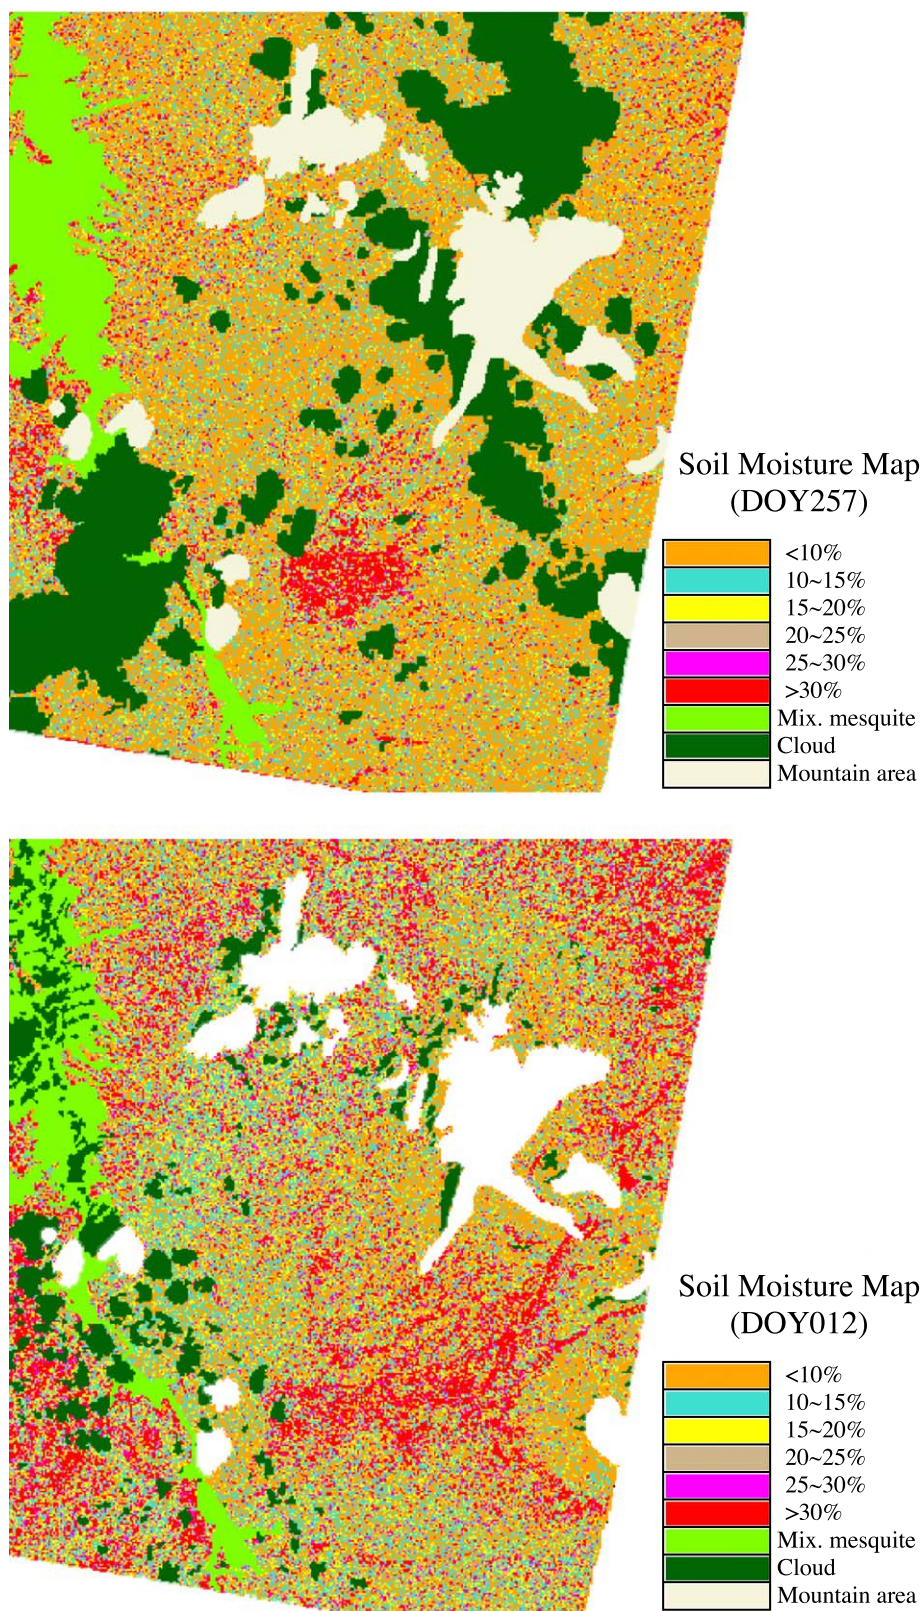 Soil Moisture Map
(DOY257)
<10%
10~15%
15~20%
20~25%
25~30%
>30%
Mix. mesquite
Cloud
Mountain area
Soil Moisture Map
(DOY012)
<10%
10~15%
15~20%
20~25%
25~30%
>30%
Mix. mesquite
Cloud
Mountain area